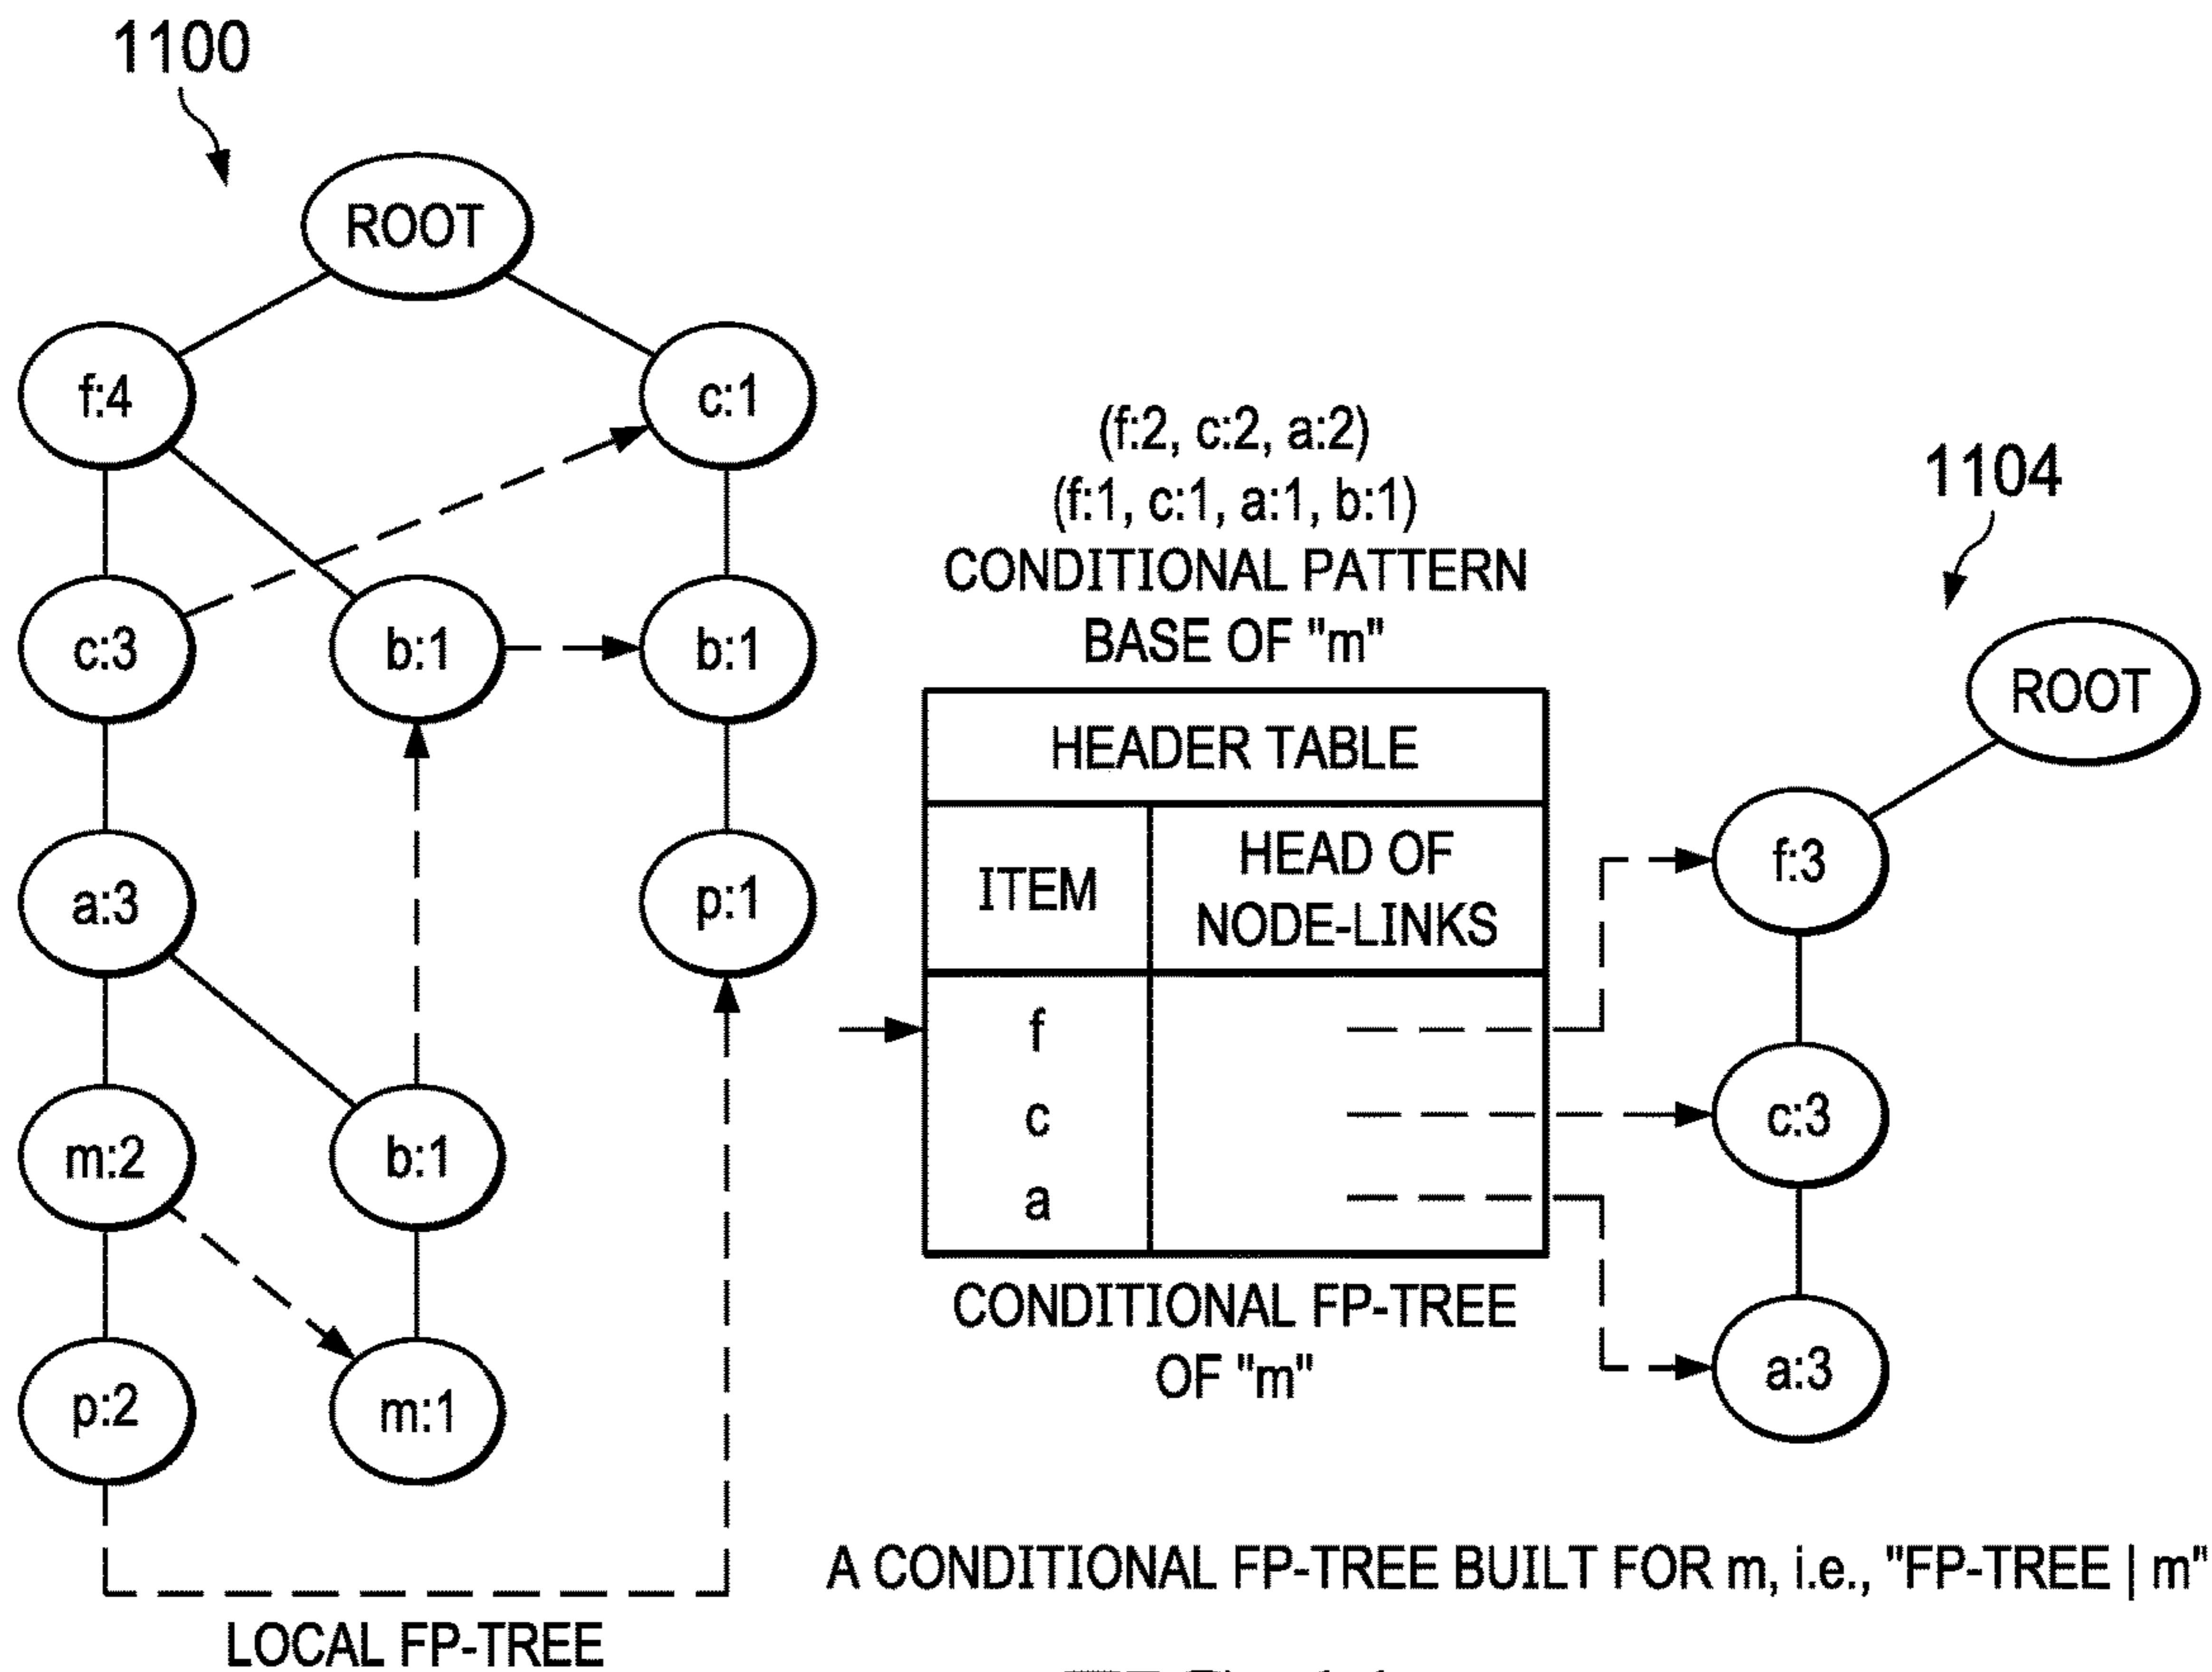 1100
ROOT
f:4
c:1
c:3
b:1
b:1
a:3
p:1
m:2
b:1
p:2
m:1
LOCAL FP-TREE
(f:2, c:2, a:2)
(f:1, c:1, a:1, b:1)
CONDITIONAL PATTERN
BASE OF "m"
HEADER TABLE
ITEM
HEAD OF
NODE-LINKS
f
c
a
CONDITIONAL FP-TREE
OF "m"
1104
ROOT
f:3
c:3
a:3
A CONDITIONAL FP-TREE BUILT FOR m, i.e., "FP-TREE | m"